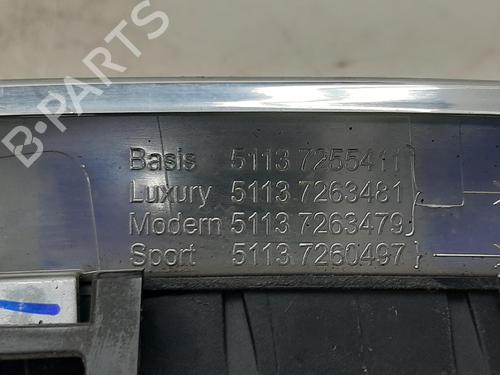 B-PARTS
Basis 5113 7255411
Luxury 5113 7263481
Modern 5113 7263479
Sport 5113 7260497